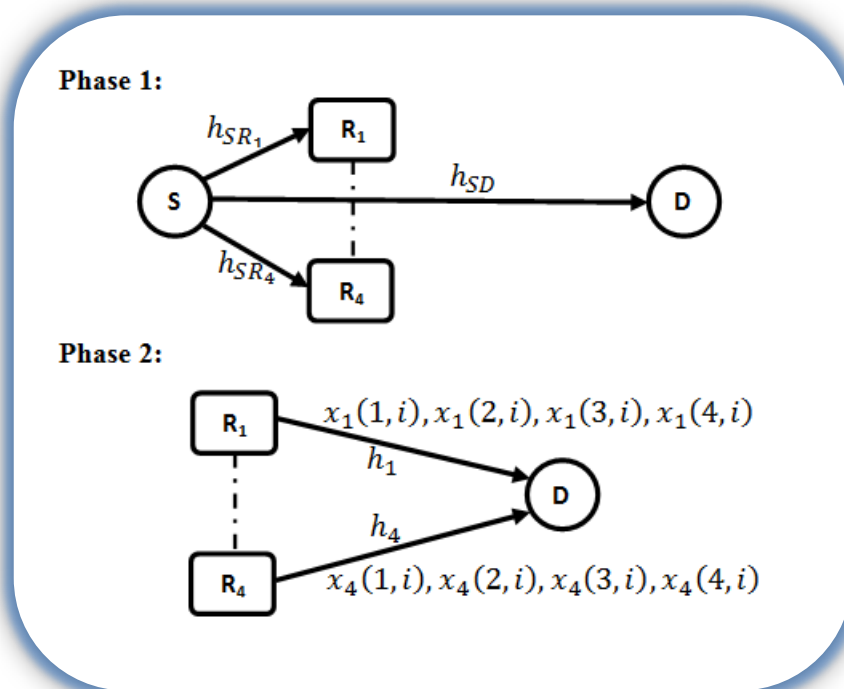 Phase 1:
h_{SR_1}
R₁
S
h_{SD}
D
h_{SR_4}
R₄
Phase 2:
R₁
x₁(1, i), x₁(2, i), x₁(3, i), x₁(4, i)
h₁
D
h₄
R₄
x₄(1, i), x₄(2, i), x₄(3, i), x₄(4, i)